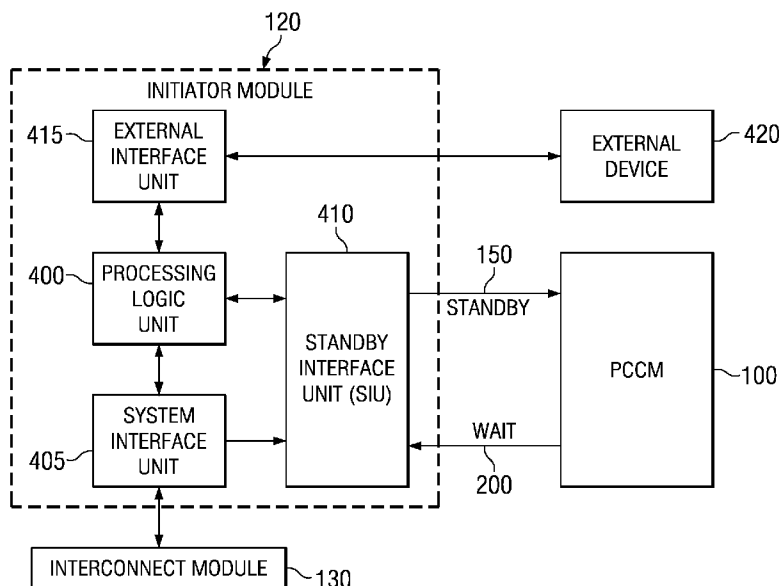 120
INITIATOR MODULE
415
EXTERNAL
INTERFACE
UNIT
EXTERNAL
DEVICE
420
410
400
PROCESSING
LOGIC
UNIT
150
STANDBY
STANDBY
INTERFACE
UNIT (SIU)
PCCM
100
SYSTEM
INTERFACE
UNIT
405
WAIT
200
INTERCONNECT MODULE
130